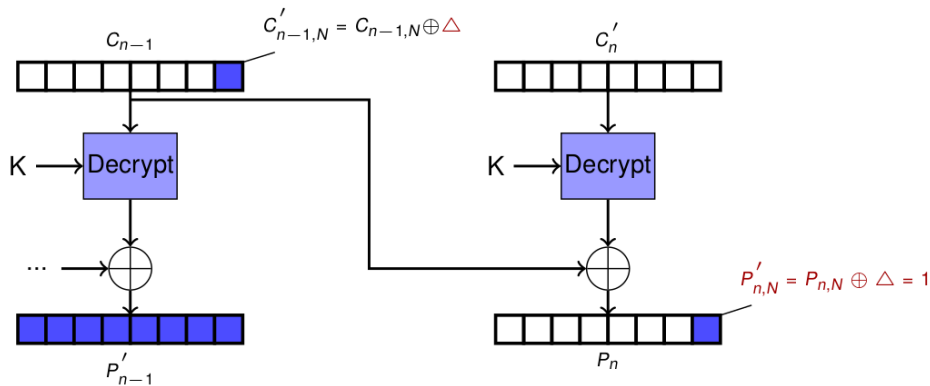 C′n−1,N = Cn−1,N ⊕ △
Cn−1
C′n
K
Decrypt
K
Decrypt
...
P′n,N = Pn,N ⊕ △ = 1
P′n−1
Pn